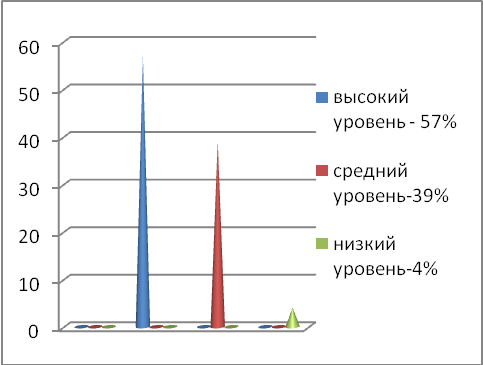 60
50
40
30
20
10
0
высокий
уровень - 57%
средний
уровень-39%
низкий
уровень-4%